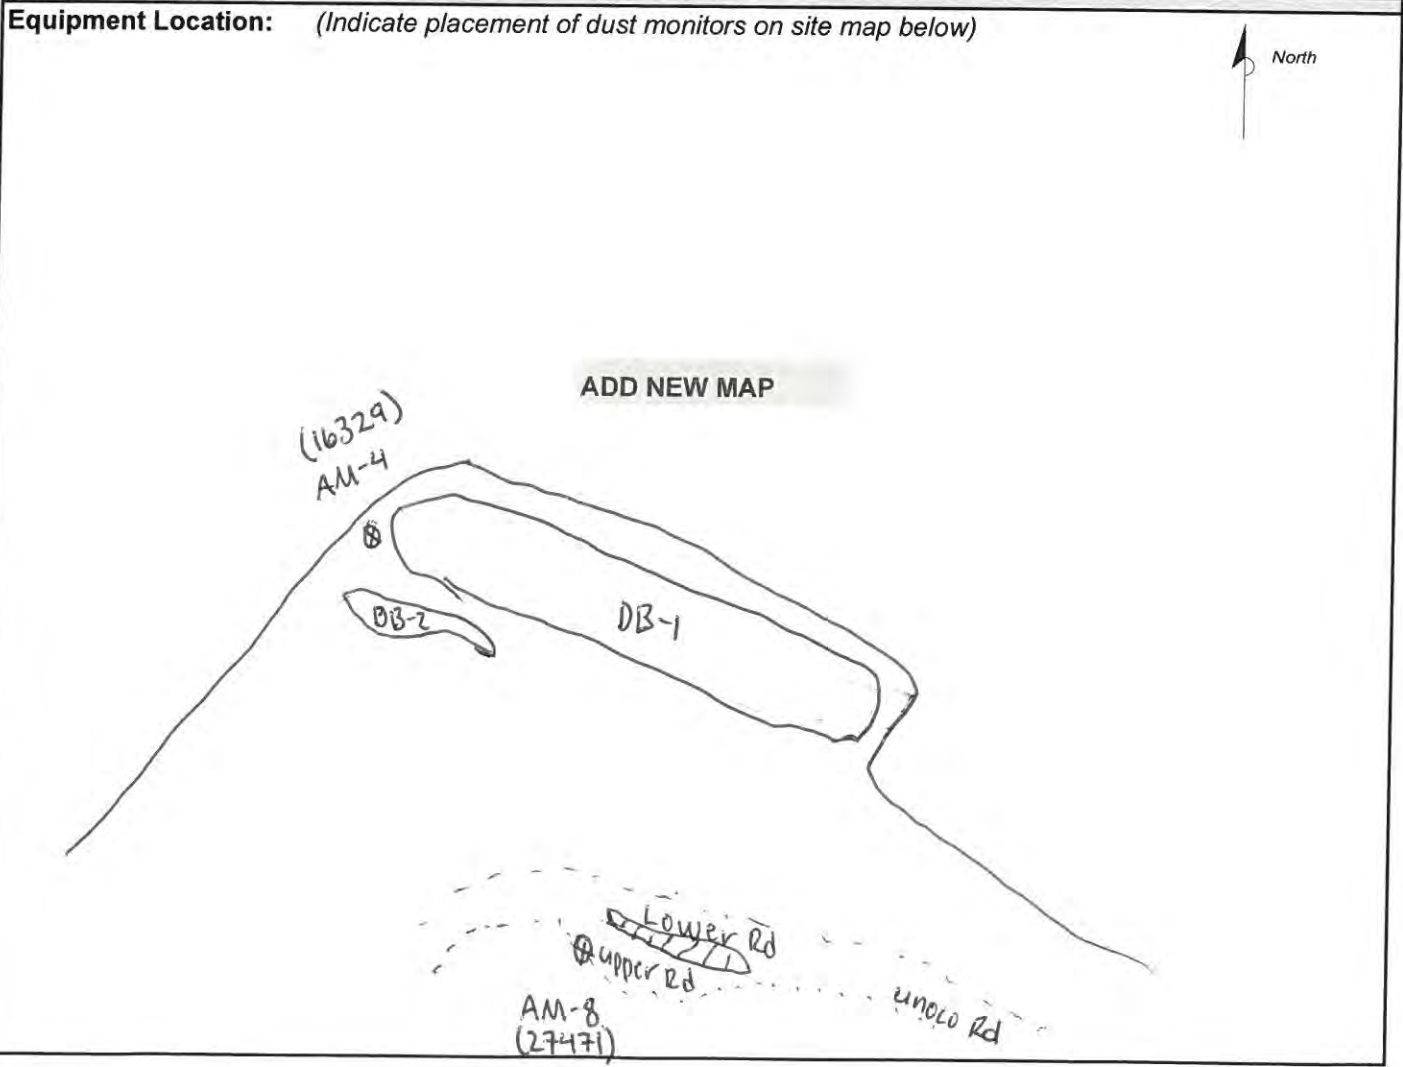 Equipment Location: (Indicate placement of dust monitors on site map below)
North
ADD NEW MAP
(16329)
AM-4
DB-2
DB-1
Lower Rd
upper Rd
unoco Rd
AM-8
(27471)